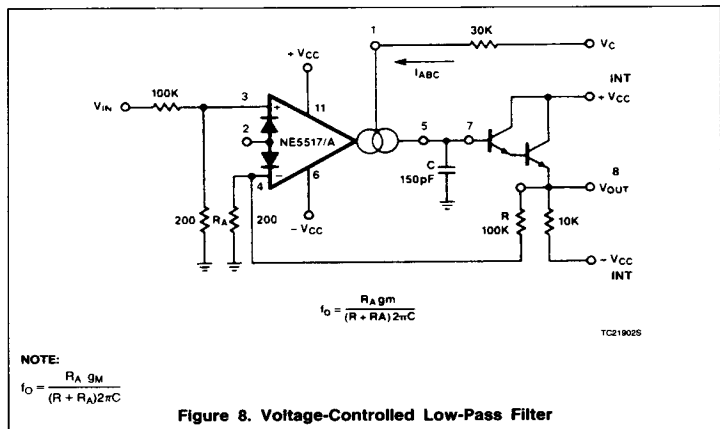 1
30K
V_C
I_ABC
+ V_CC
INT
+ V_CC
V_IN
100K
3
+
11
2
NE5517/A
5
7
C
150pF
8
V_OUT
4
−
6
− V_CC
200
R_A
200
R
100K
10K
− V_CC
INT
f_O = R_A gm / (R + RA) 2πC
TC21902S
NOTE:
f_O = R_A g_M / (R + R_A)2πC
Figure 8. Voltage-Controlled Low-Pass Filter